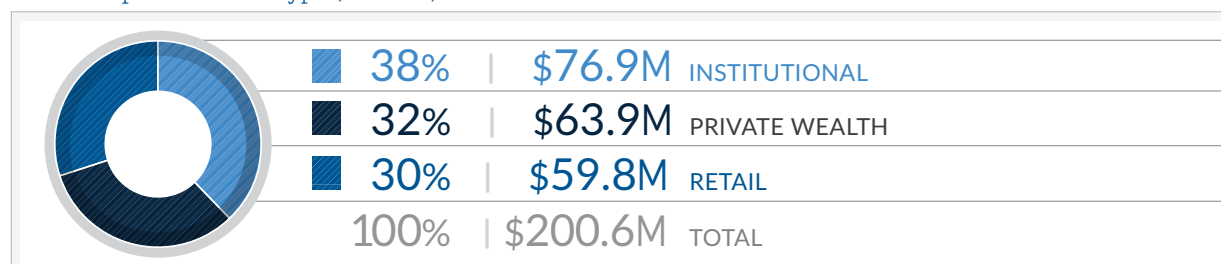 38% | $76.9M INSTITUTIONAL
32% | $63.9M PRIVATE WEALTH
30% | $59.8M RETAIL
100% | $200.6M TOTAL